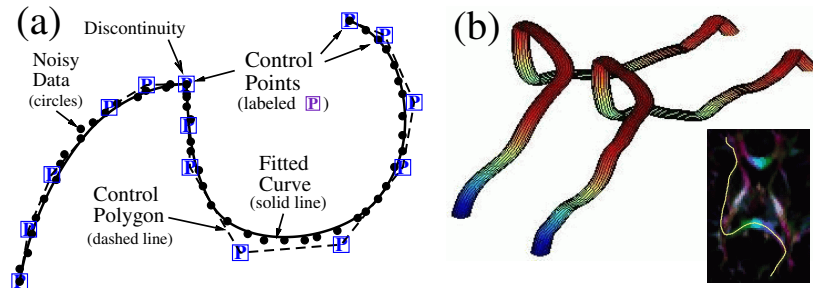 (a)
Discontinuity
Noisy
Data
(circles)
Control
Points
(labeled P )
Control
Polygon
(dashed line)
Fitted
Curve
(solid line)
P
P
P
P
P
P
P
P
P
P
P
P
P
P
(b)